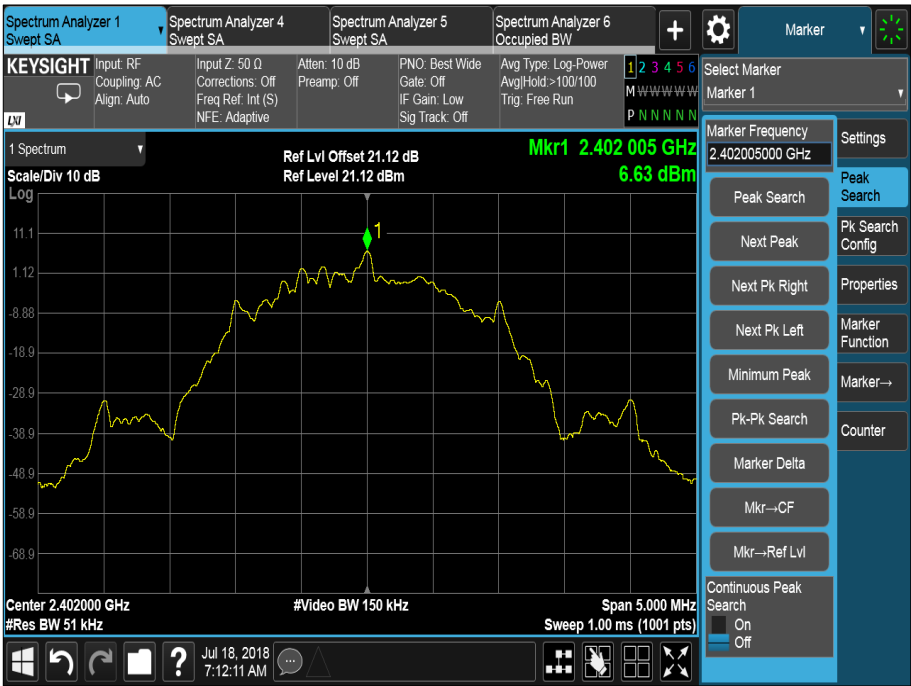 Spectrum Analyzer 1
Swept SA
Spectrum Analyzer 4
Swept SA
Spectrum Analyzer 5
Swept SA
Spectrum Analyzer 6
Occupied BW
+
Marker
KEYSIGHT
LXI
Input: RF
Coupling: AC
Align: Auto
Input Z: 50 Ω
Corrections: Off
Freq Ref: Int (S)
NFE: Adaptive
Atten: 10 dB
Preamp: Off
PNO: Best Wide
Gate: Off
IF Gain: Low
Sig Track: Off
Avg Type: Log-Power
Avg|Hold:>100/100
Trig: Free Run
1 2 3 4 5 6
M W W W W W
P N N N N N
Select Marker
Marker 1
1 Spectrum
Scale/Div 10 dB
Ref Lvl Offset 21.12 dB
Ref Level 21.12 dBm
Mkr1 2.402 005 GHz
6.63 dBm
Log
11.1
1.12
-8.88
-18.9
-28.9
-38.9
-48.9
-58.9
-68.9
1
Center 2.402000 GHz
#Res BW 51 kHz
#Video BW 150 kHz
Span 5.000 MHz
Sweep 1.00 ms (1001 pts)
Marker Frequency
2.402005000 GHz
Peak Search
Next Peak
Next Pk Right
Next Pk Left
Minimum Peak
Pk-Pk Search
Marker Delta
Mkr→CF
Mkr→Ref Lvl
Continuous Peak
Search
On
Off
Settings
Peak
Search
Pk Search
Config
Properties
Marker
Function
Marker→
Counter
?
Jul 18, 2018
7:12:11 AM